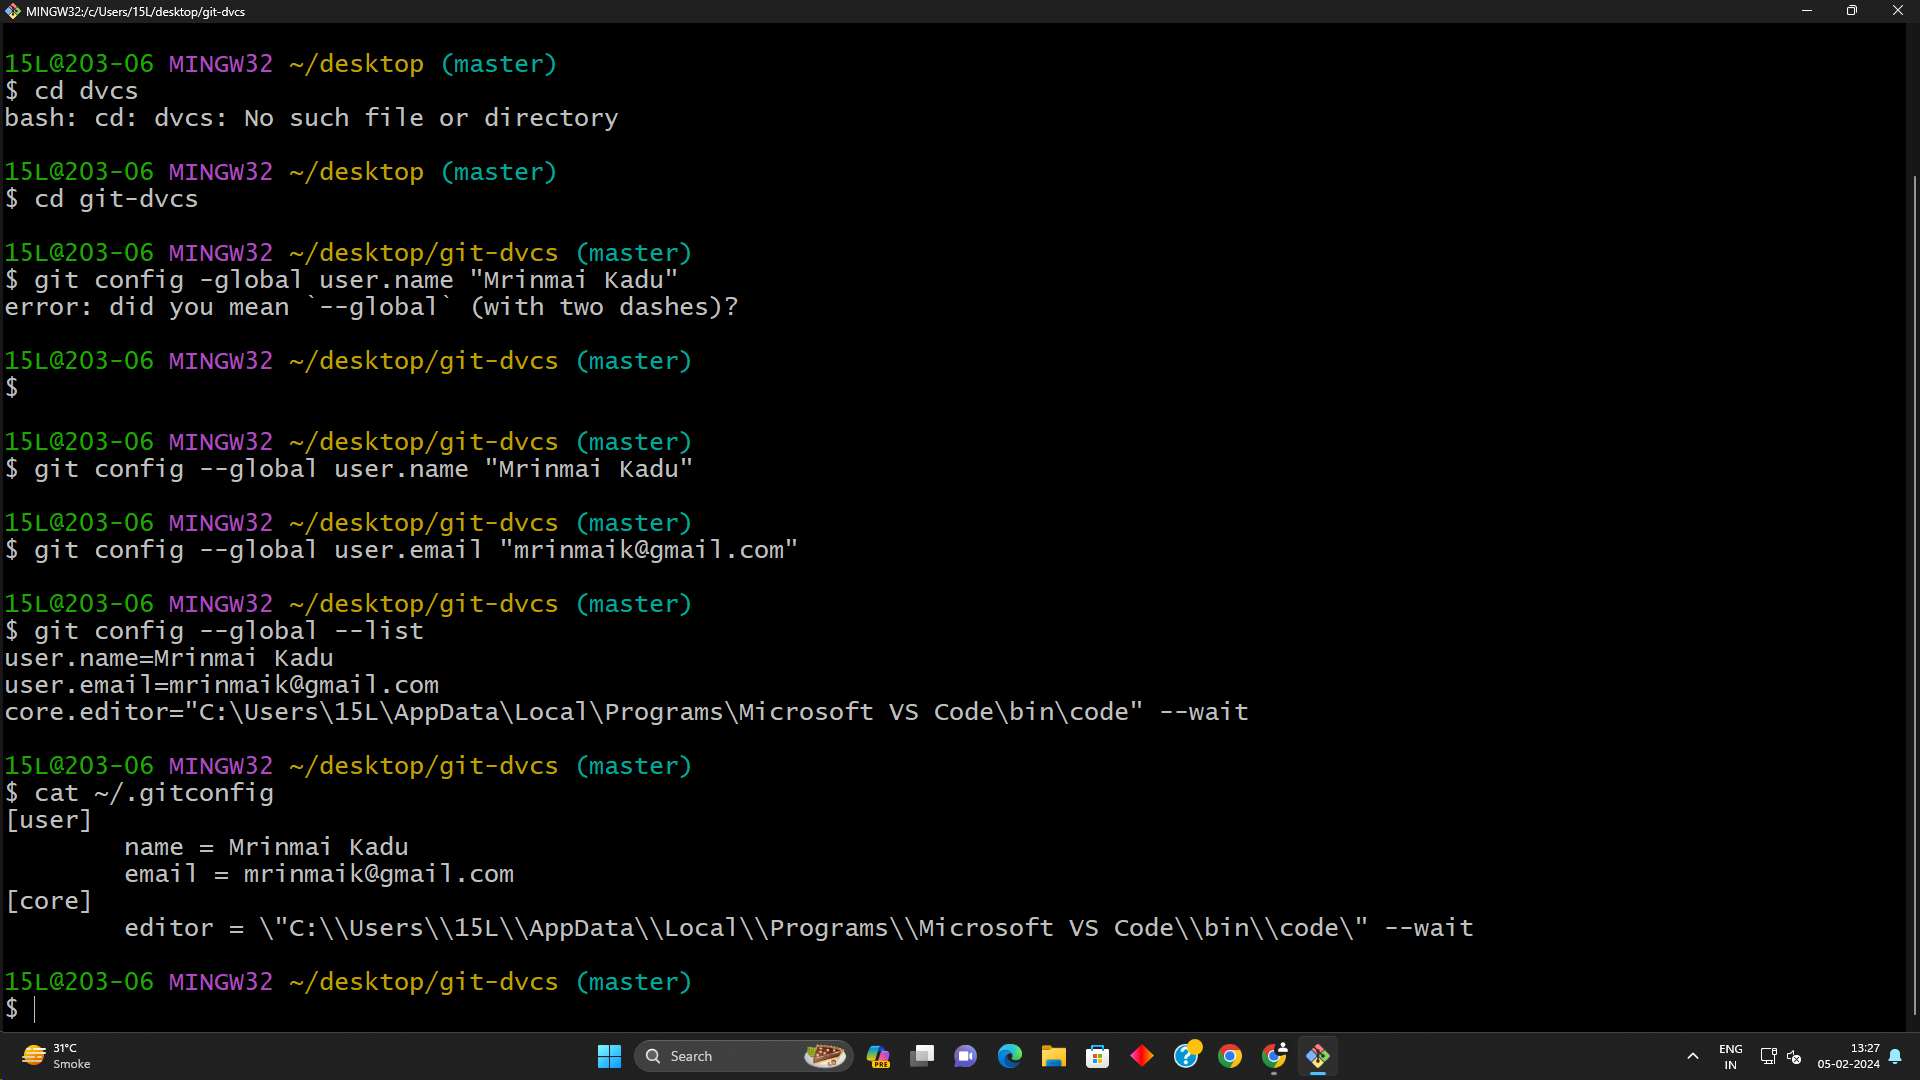 MINGW32:/c/Users/15L/desktop/git-dvcs
15L@203-06 MINGW32 ~/desktop (master)
$ cd dvcs
bash: cd: dvcs: No such file or directory
15L@203-06 MINGW32 ~/desktop (master)
$ cd git-dvcs
15L@203-06 MINGW32 ~/desktop/git-dvcs (master)
$ git config -global user.name "Mrinmai Kadu"
error: did you mean `--global` (with two dashes)?
15L@203-06 MINGW32 ~/desktop/git-dvcs (master)
$
15L@203-06 MINGW32 ~/desktop/git-dvcs (master)
$ git config --global user.name "Mrinmai Kadu"
15L@203-06 MINGW32 ~/desktop/git-dvcs (master)
$ git config --global user.email "mrinmaik@gmail.com"
15L@203-06 MINGW32 ~/desktop/git-dvcs (master)
$ git config --global --list
user.name=Mrinmai Kadu
user.email=mrinmaik@gmail.com
core.editor="C:\Users\15L\AppData\Local\Programs\Microsoft VS Code\bin\code" --wait
15L@203-06 MINGW32 ~/desktop/git-dvcs (master)
$ cat ~/.gitconfig
[user]
        name = Mrinmai Kadu
        email = mrinmaik@gmail.com
[core]
        editor = \"C:\\Users\\15L\\AppData\\Local\\Programs\\Microsoft VS Code\\bin\\code\" --wait
15L@203-06 MINGW32 ~/desktop/git-dvcs (master)
$
31°C
Smoke
Search
PRE
ENG
IN
13:27
05-02-2024